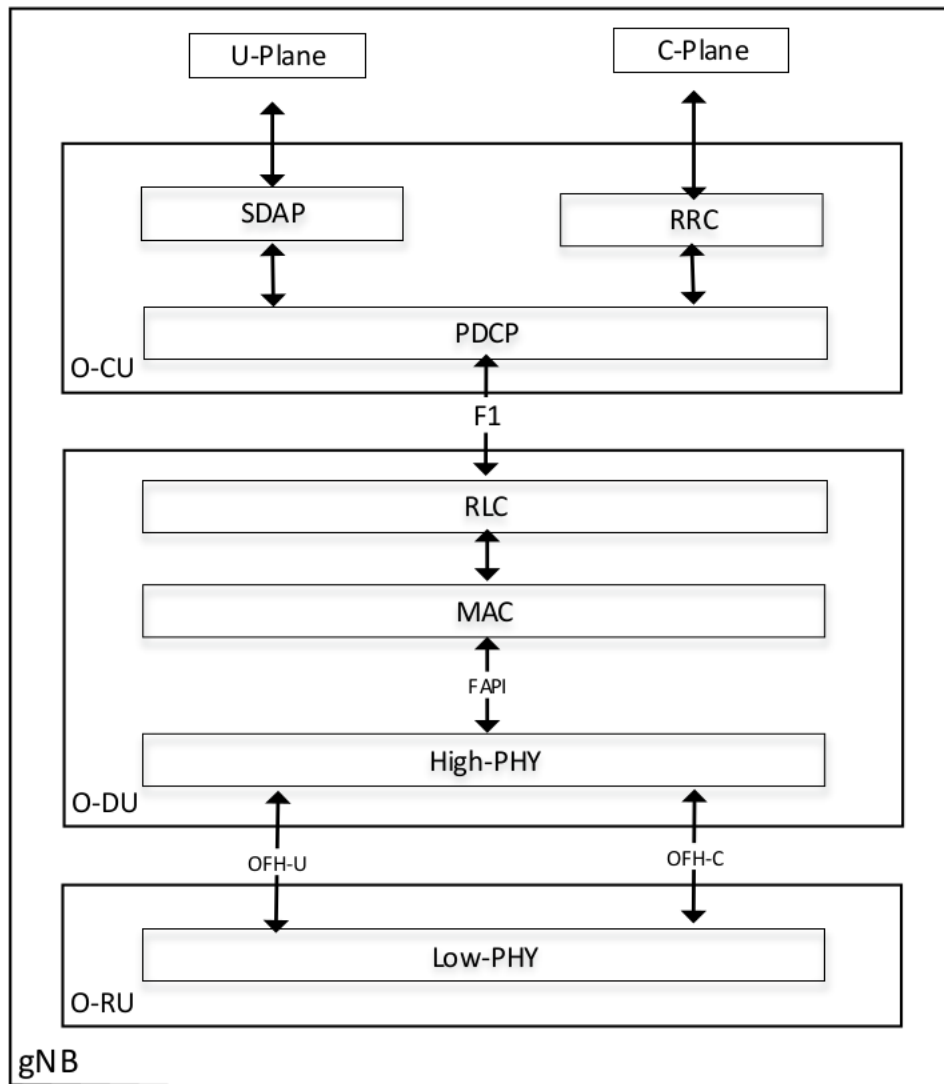 U-Plane
C-Plane
SDAP
RRC
PDCP
O-CU
F1
RLC
MAC
FAPI
High-PHY
O-DU
OFH-U
OFH-C
Low-PHY
O-RU
gNB